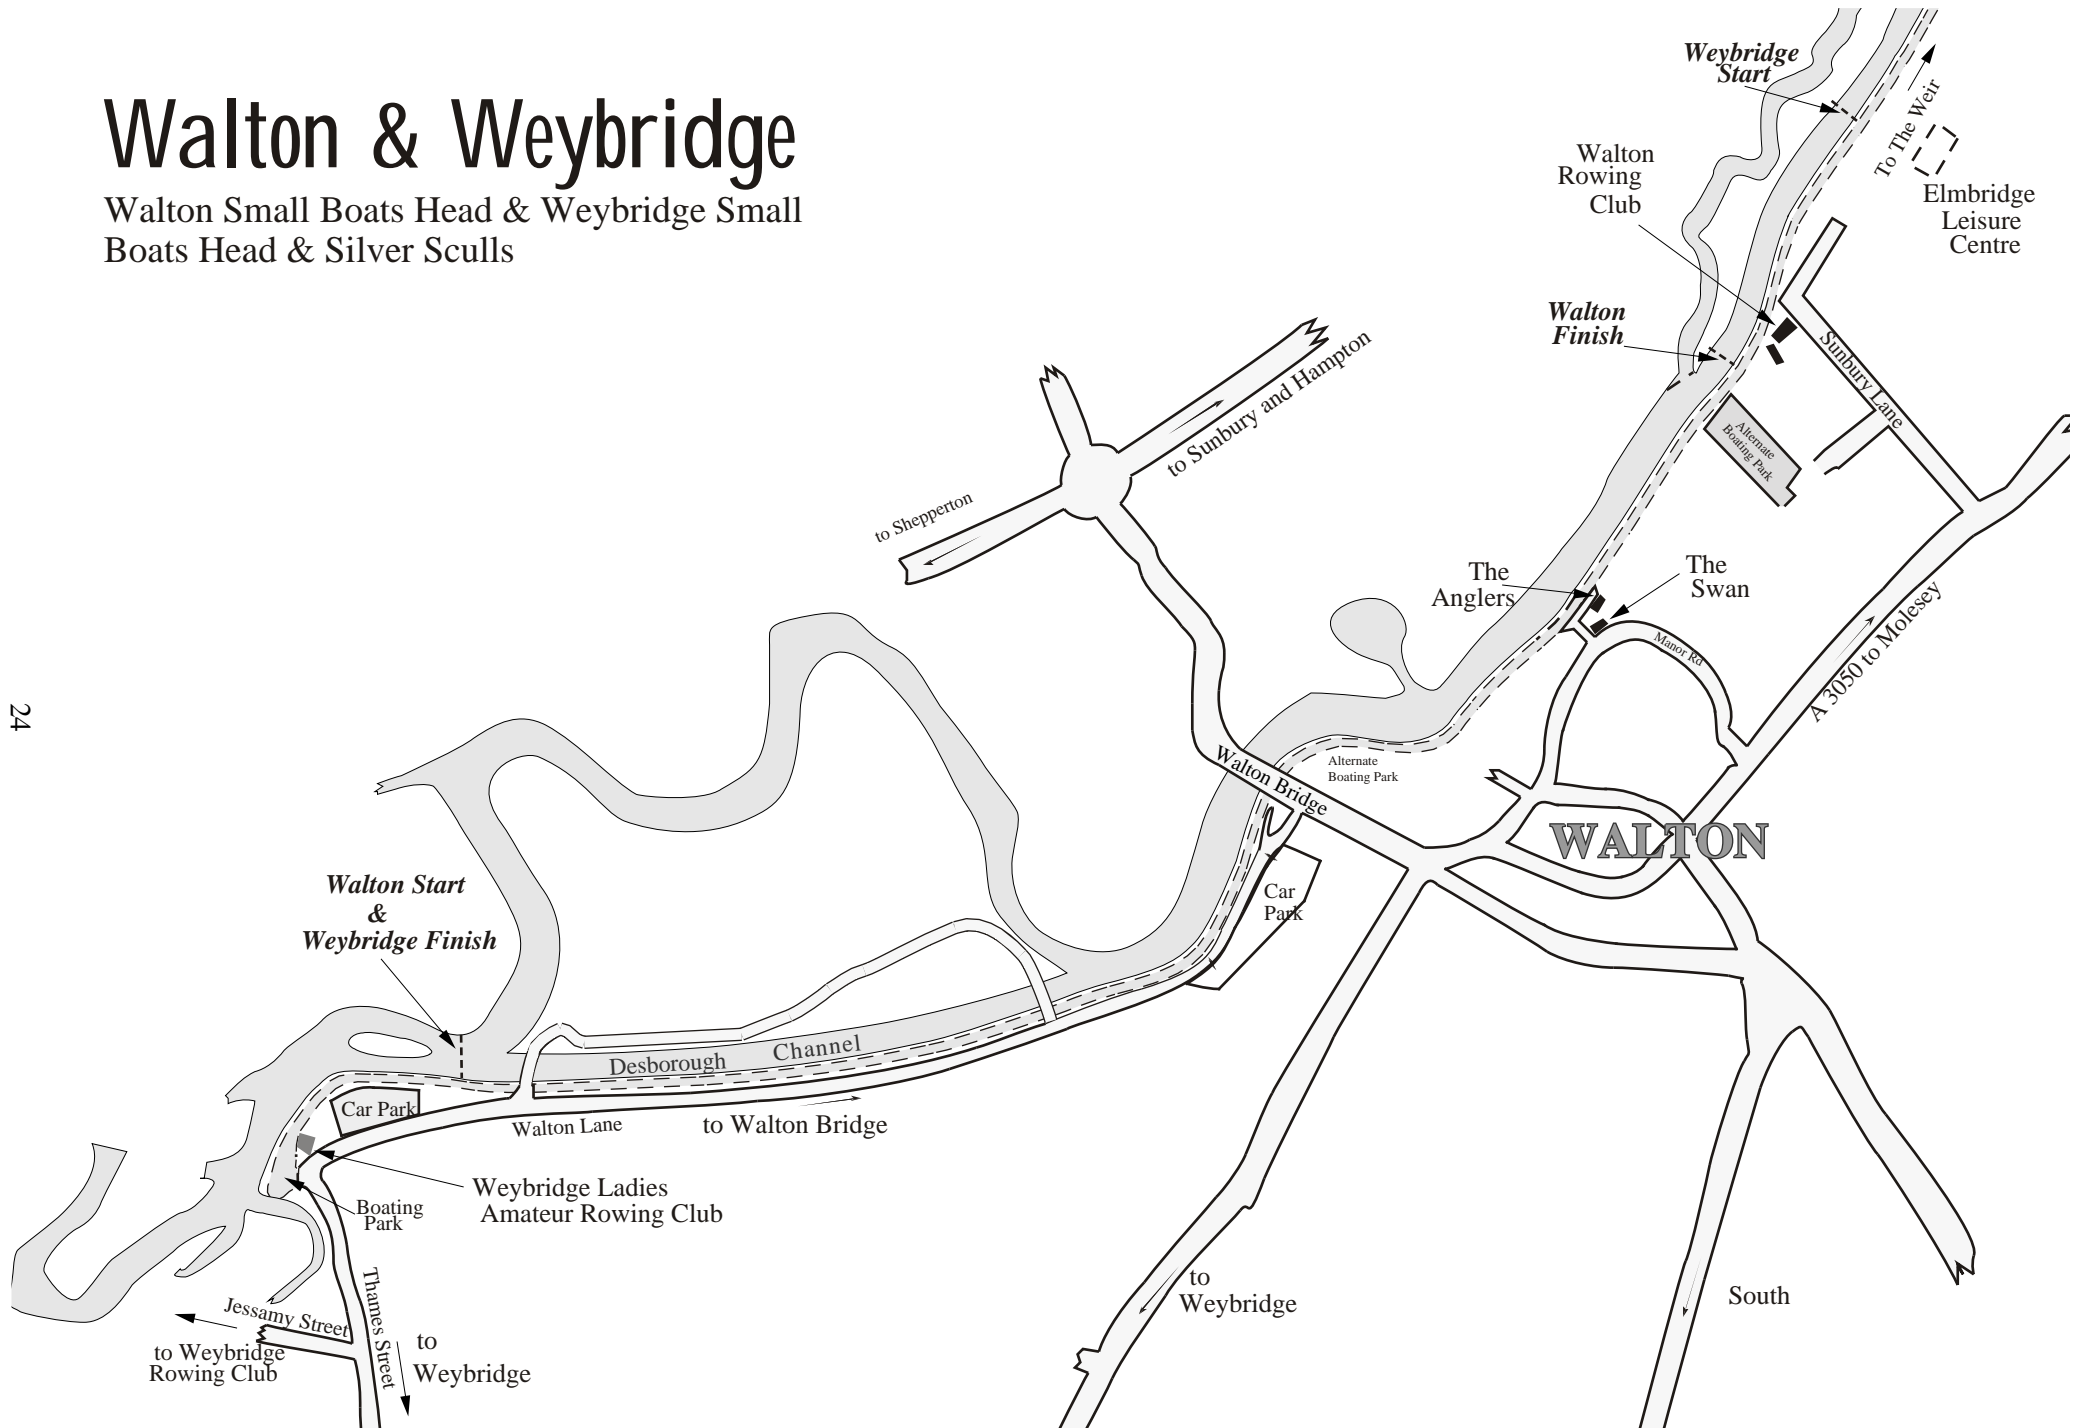 Walton & Weybridge
Walton Small Boats Head & Weybridge Small
Boats Head & Silver Sculls
Weybridge
Start
To The Weir
Walton
Rowing
Club
Elmbridge
Leisure
Centre
Walton
Finish
Sunbury Lane
to Sunbury and Hampton
Alternate
Boating Park
to Shepperton
The
Anglers
The
Swan
Manor Rd
A 3050 to Molesey
24
Walton Bridge
Alternate
Boating Park
WALTON
Walton Start
&
Weybridge Finish
Car
Park
Desborough Channel
Car Park
Walton Lane
to Walton Bridge
Weybridge Ladies
Amateur Rowing Club
Boating
Park
Thames Street
Jessamy Street
to Weybridge
Rowing Club
to
Weybridge
to
Weybridge
South